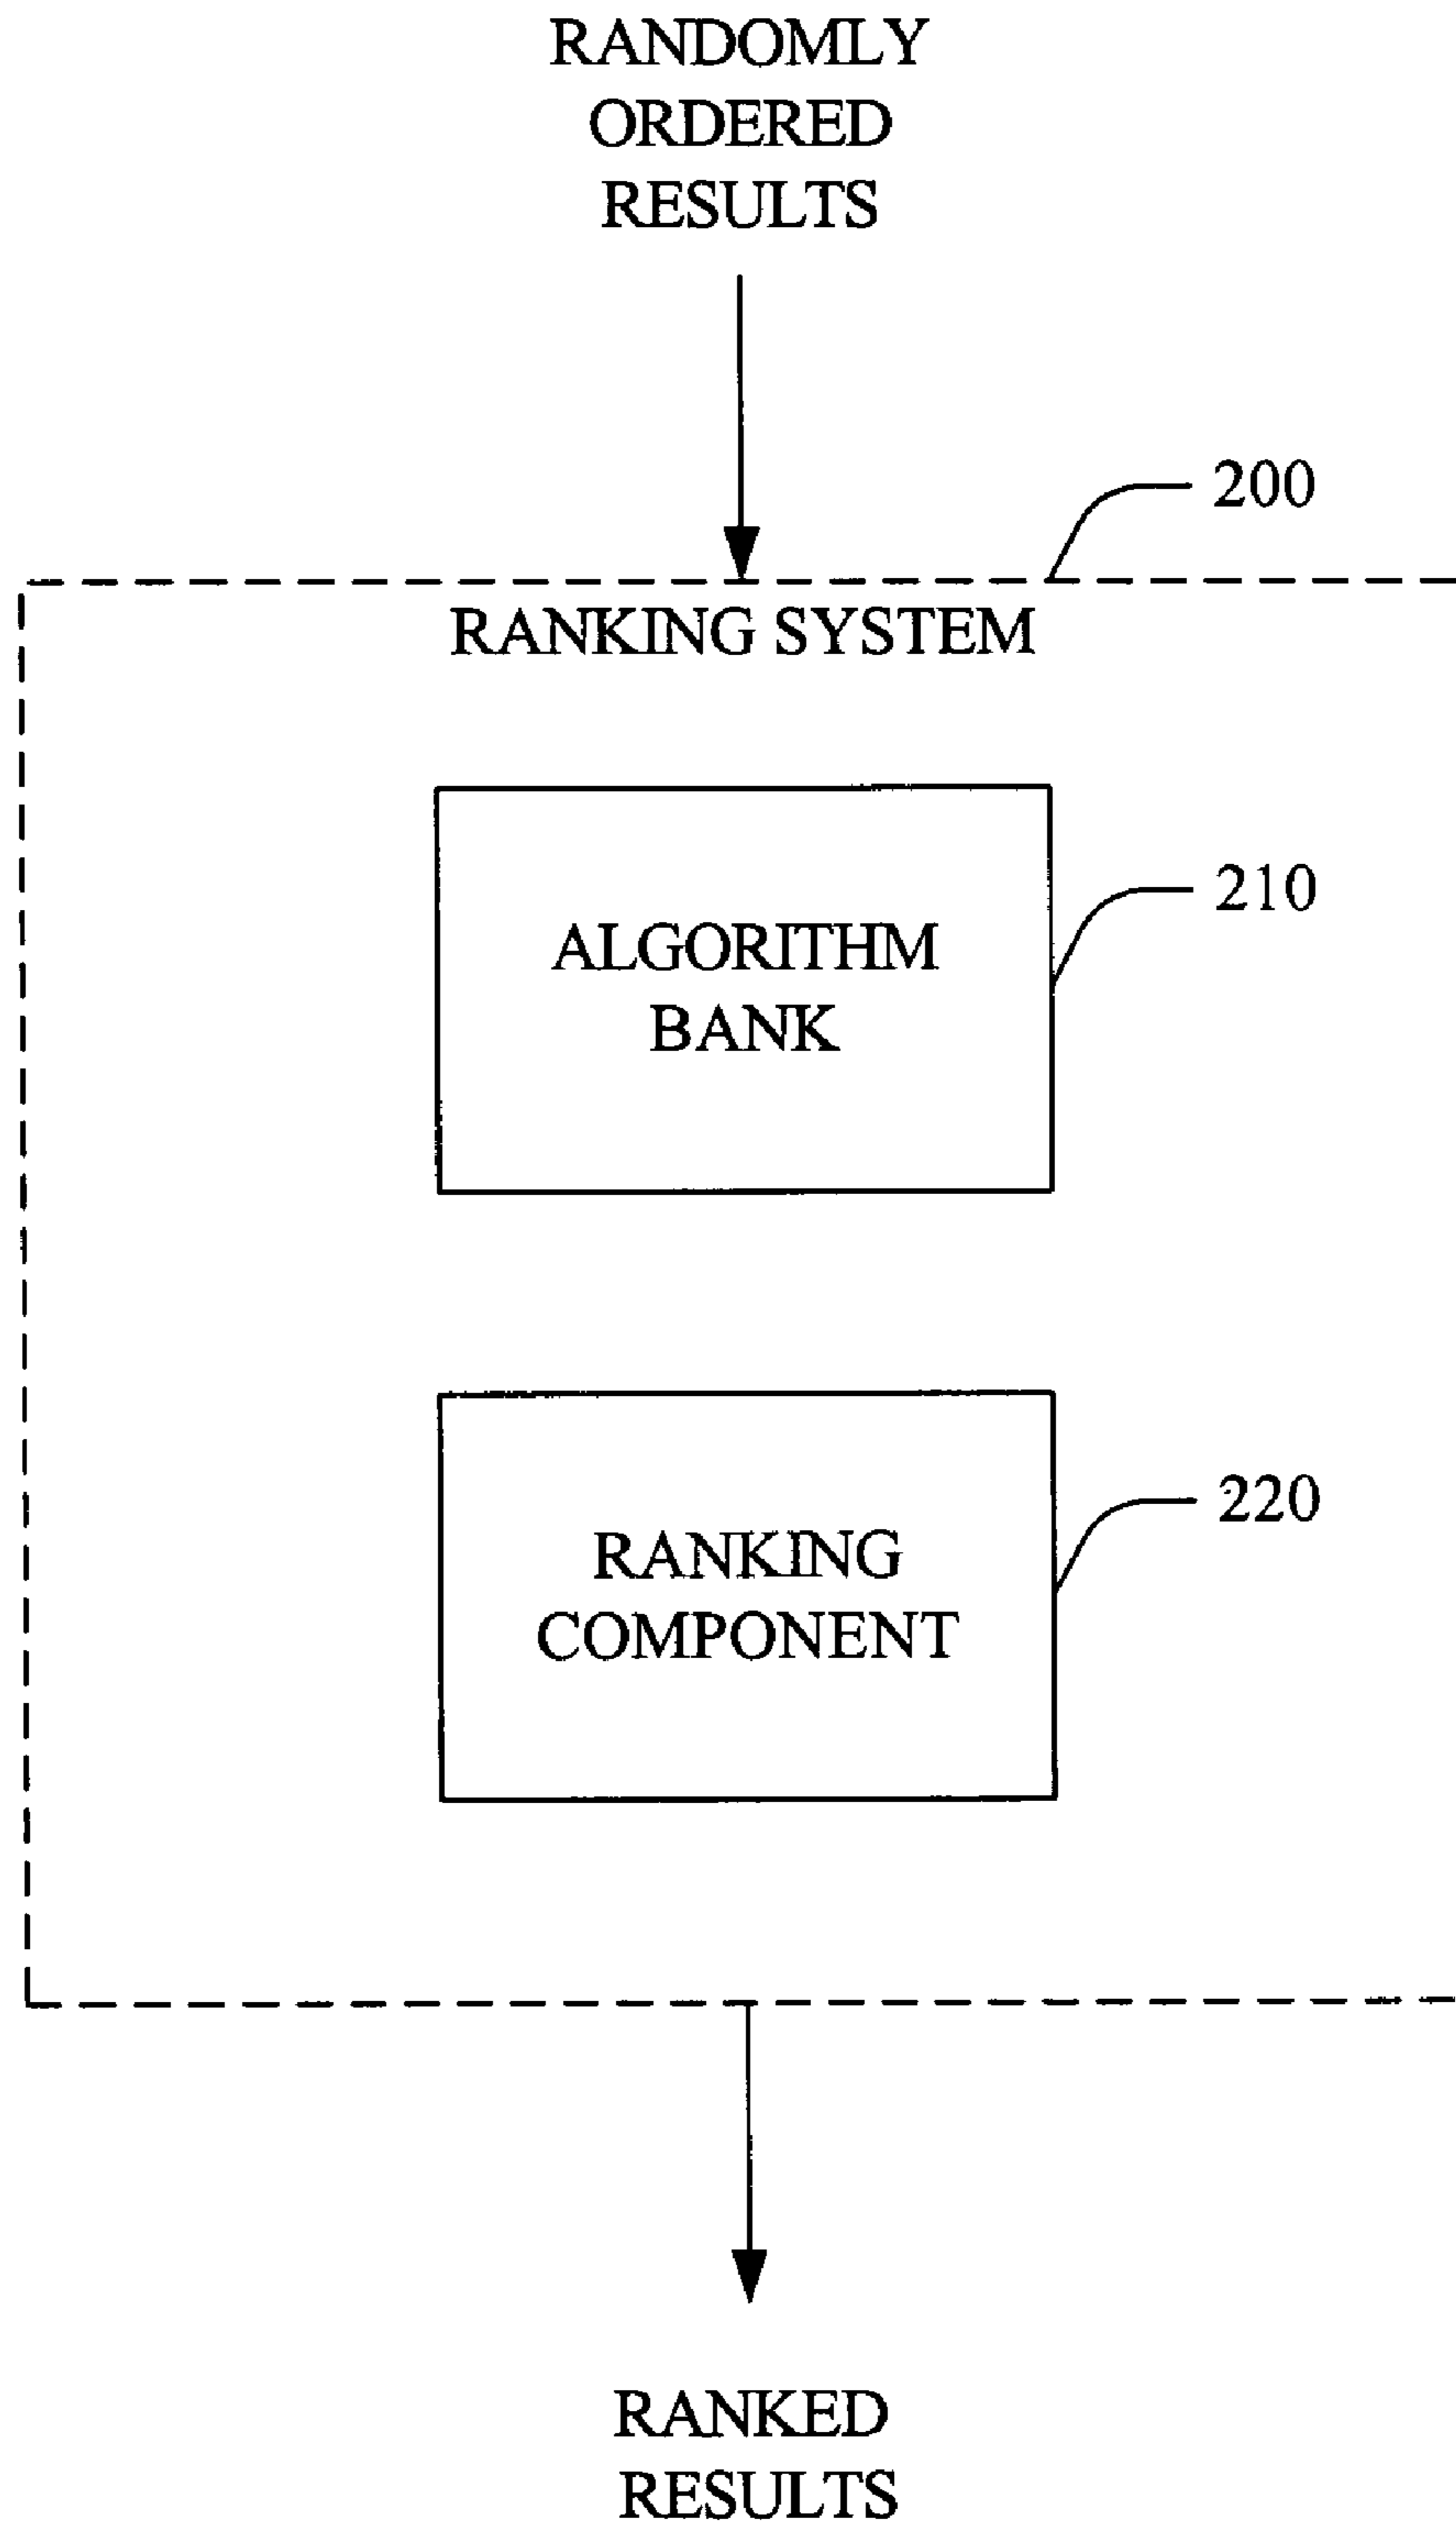 RANDOMLY
ORDERED
RESULTS
200
RANKING SYSTEM
210
ALGORITHM
BANK
220
RANKING
COMPONENT
RANKED
RESULTS